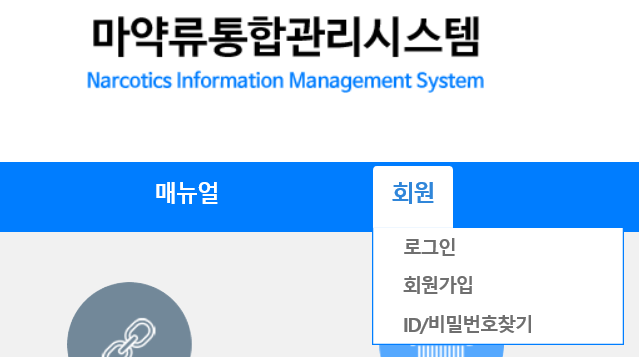 마약류통합관리시스템
Narcotics Information Management System
매뉴얼 회원
로그인
회원가입
ID/비밀번호찾기